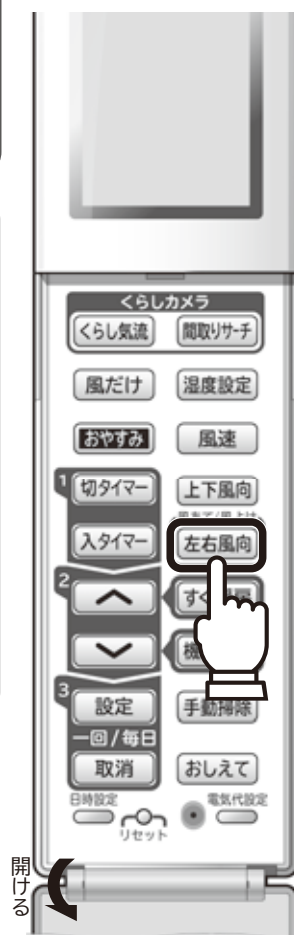 くらしカメラ
くらし気流 間取りサーチ
風だけ 湿度設定
おやすみ 風速
1 切タイマー 上下風向
入タイマー 左右風向
2
3 設定 手動掃除
一回/毎日
取消 おしえて
日時設定 電気代設定
リセット
開ける